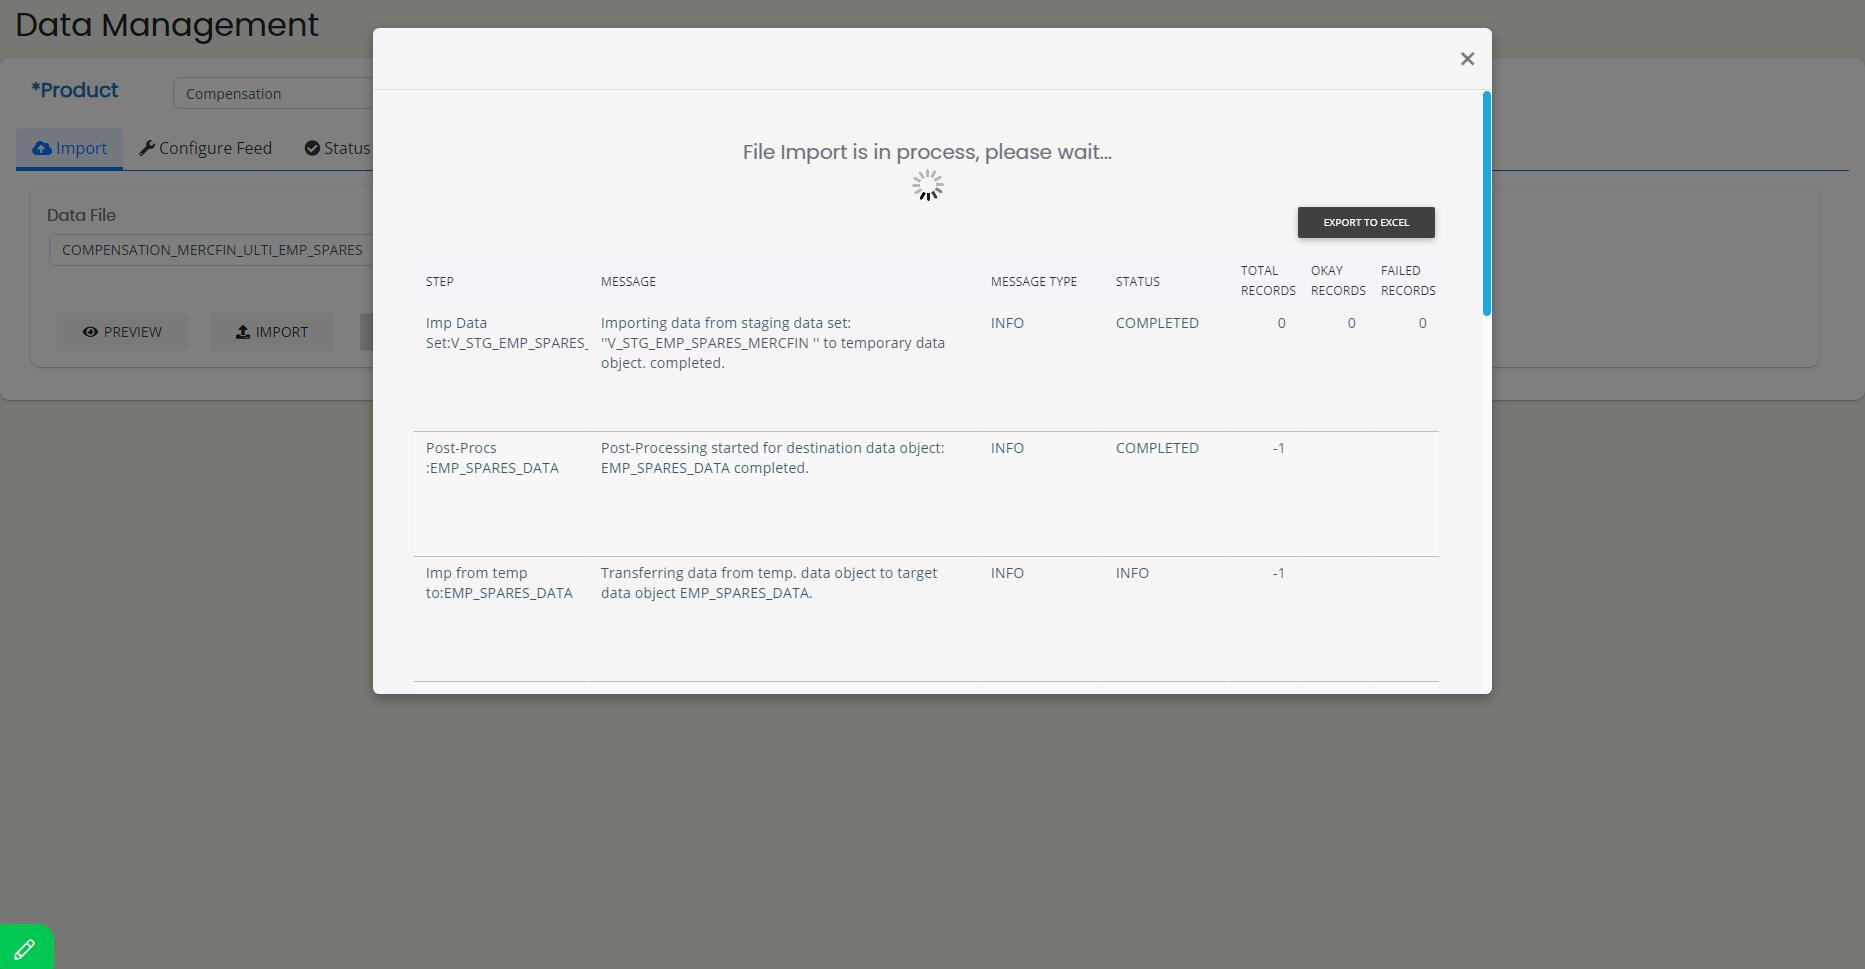 Data Management
*Product
Compensation
Import
Configure Feed
Status
Data File
COMPENSATION_MERCFIN_ULTI_EMP_SPARES
PREVIEW
IMPORT
×
File Import is in process, please wait...
EXPORT TO EXCEL
STEP MESSAGE MESSAGE TYPE STATUS TOTAL RECORDS OKAY RECORDS FAILED RECORDS
Imp Data Importing data from staging data set: INFO COMPLETED 0 0 0
Set:V_STG_EMP_SPARES_ ''V_STG_EMP_SPARES_MERCFIN '' to temporary data
object. completed.
Post-Procs Post-Processing started for destination data object: INFO COMPLETED -1
:EMP_SPARES_DATA EMP_SPARES_DATA completed.
Imp from temp Transferring data from temp. data object to target INFO INFO -1
to:EMP_SPARES_DATA data object EMP_SPARES_DATA.